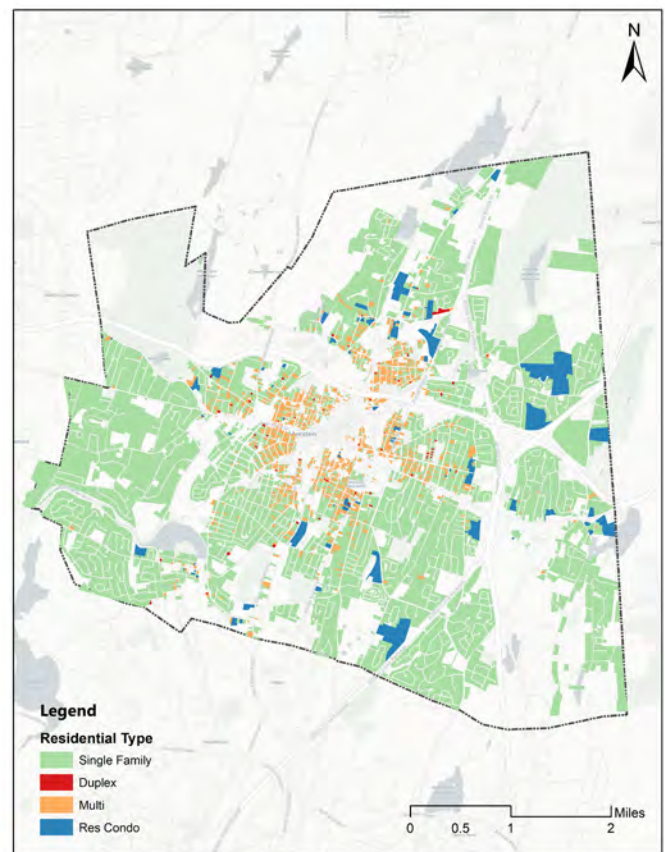 N
Legend
Residential Type
Single Family
Duplex
Multi
Res Condo
Miles
0 0.5 1 2